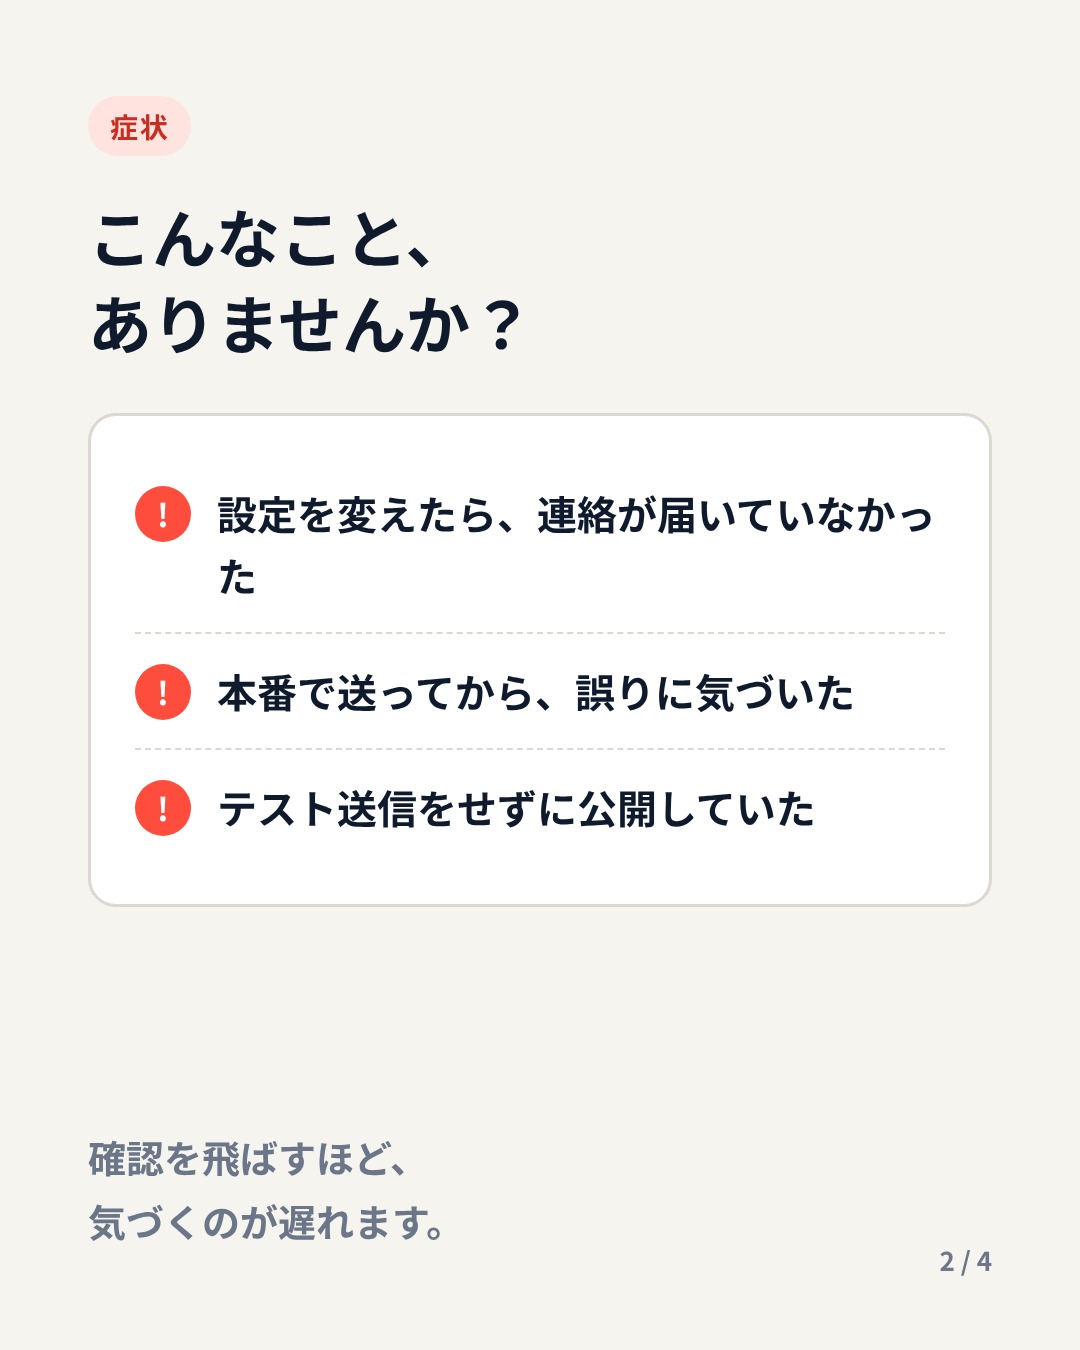 症状
こんなこと、
ありませんか？
! 設定を変えたら、連絡が届いていなかっ
た
! 本番で送ってから、誤りに気づいた
! テスト送信をせずに公開していた
確認を飛ばすほど、
気づくのが遅れます。
2 / 4